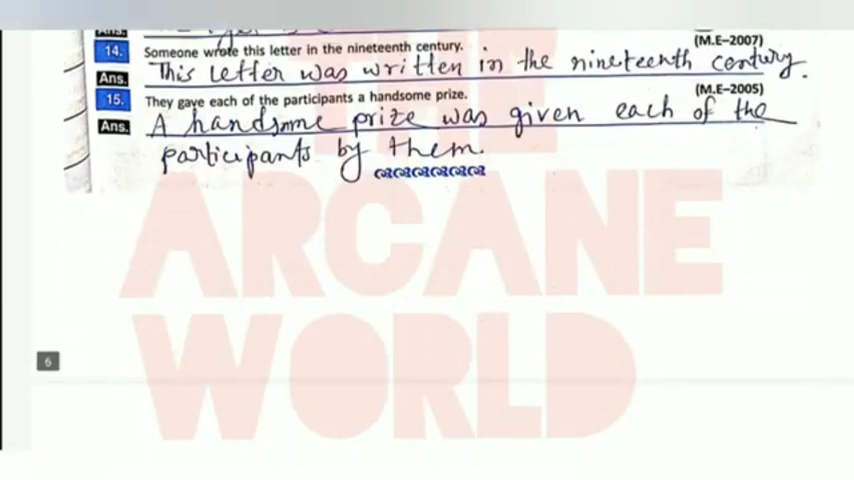 Ans.
14. Someone wrote this letter in the nineteenth century. (M.E–2007)
Ans. This letter was written in the nineteenth century.
15. They gave each of the participants a handsome prize. (M.E–2005)
Ans. A handsome prize was given each of the
participants by them.
THE
ARCANE
WORLD
6